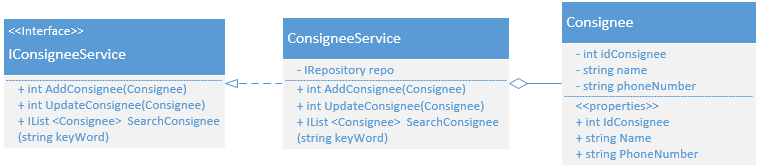 <<Interface>>
IConsigneeService
+ int AddConsignee(Consignee)
+ int UpdateConsignee(Consignee)
+ IList <Consignee> SearchConsignee
(string keyWord)
ConsigneeService
- IRepository repo
+ int AddConsignee(Consignee)
+ int UpdateConsignee(Consignee)
+ IList <Consignee> SearchConsignee
(string keyWord)
Consignee
- int idConsignee
- string name
- string phoneNumber
<<properties>>
+ int IdConsignee
+ string Name
+ string PhoneNumber